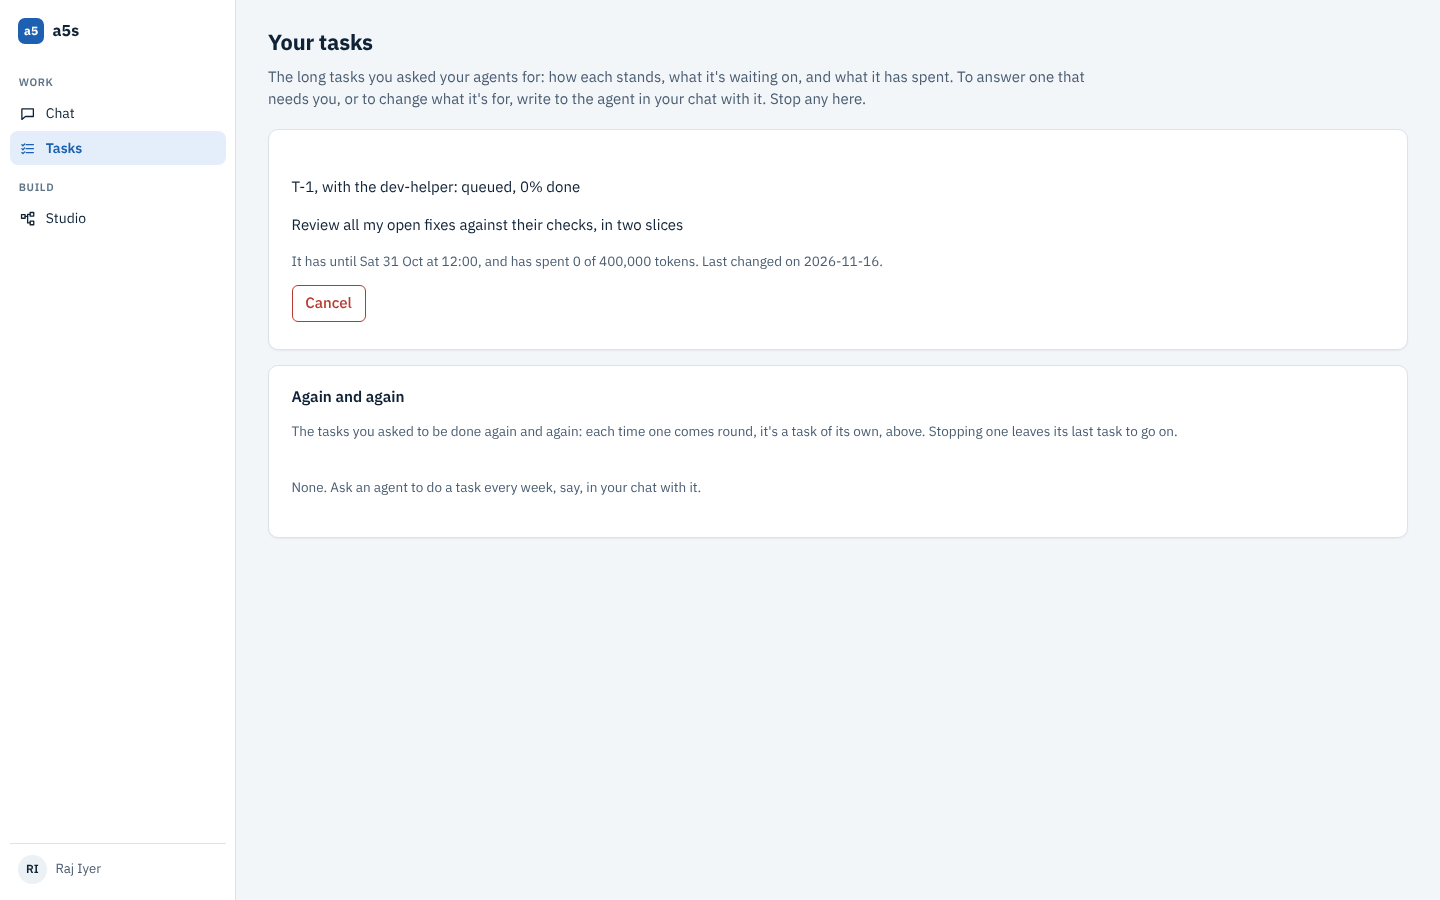 a5 a5s
WORK
Chat
Tasks
BUILD
Studio
RI Raj Iyer
Your tasks
The long tasks you asked your agents for: how each stands, what it's waiting on, and what it has spent. To answer one that
needs you, or to change what it's for, write to the agent in your chat with it. Stop any here.
T-1, with the dev-helper: queued, 0% done
Review all my open fixes against their checks, in two slices
It has until Sat 31 Oct at 12:00, and has spent 0 of 400,000 tokens. Last changed on 2026-11-16.
Cancel
Again and again
The tasks you asked to be done again and again: each time one comes round, it's a task of its own, above. Stopping one leaves its last task to go on.
None. Ask an agent to do a task every week, say, in your chat with it.